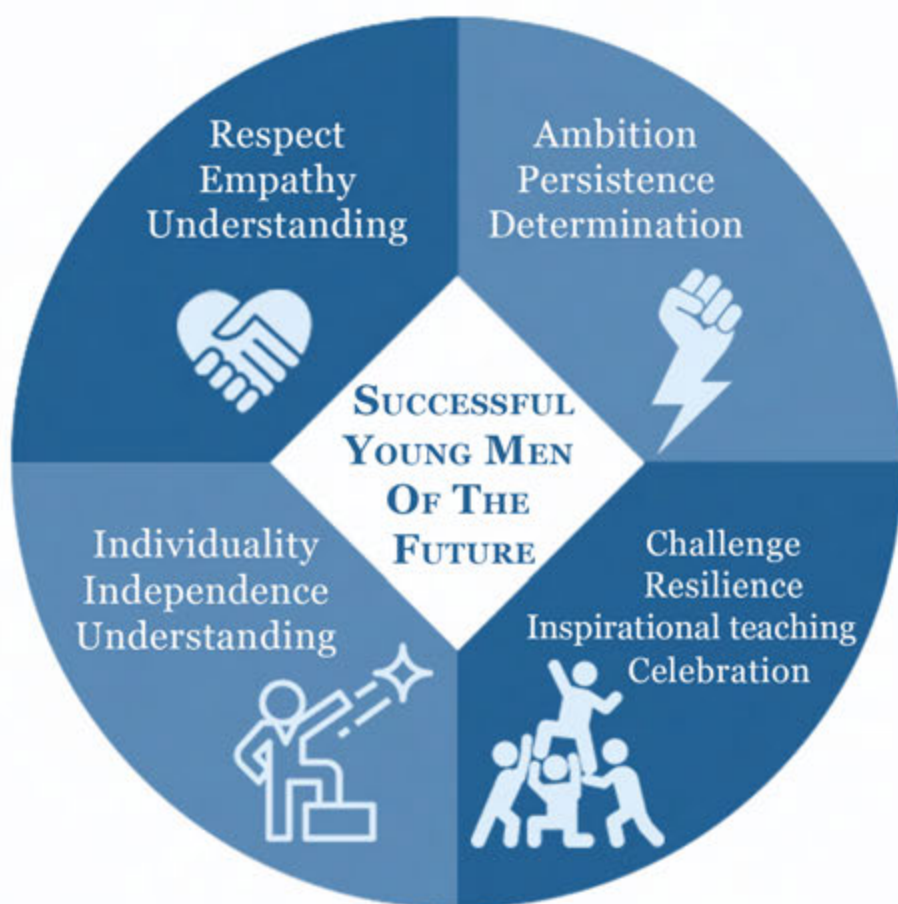 Respect
Empathy
Understanding
Ambition
Persistence
Determination
Successful
Young Men
Of The
Future
Individuality
Independence
Understanding
Challenge
Resilience
Inspirational teaching
Celebration